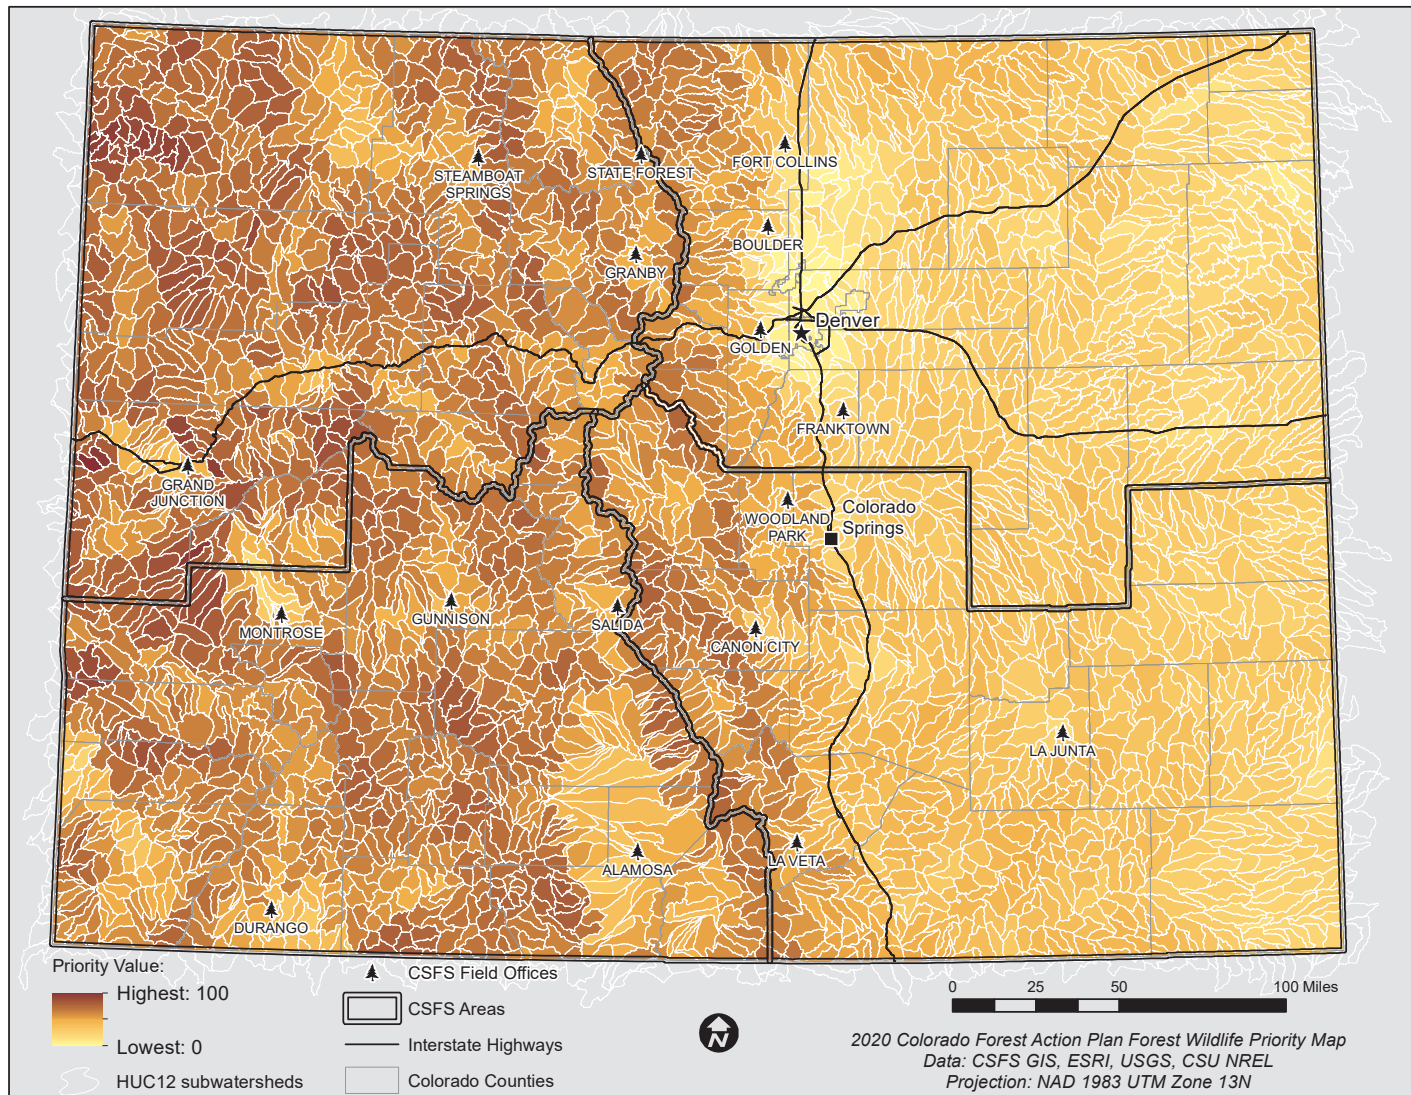 FORT COLLINS
STEAMBOAT
SPRINGS
STATE FOREST
BOULDER
GRANBY
Denver
GOLDEN
FRANKTOWN
GRAND
JUNCTION
WOODLAND
PARK
Colorado
Springs
MONTROSE
GUNNISON
SALIDA
CANON CITY
LA JUNTA
ALAMOSA
LA VETA
DURANGO
Priority Value:
Highest: 100
Lowest: 0
HUC12 subwatersheds
CSFS Field Offices
CSFS Areas
Interstate Highways
Colorado Counties
N
0 25 50 100 Miles
2020 Colorado Forest Action Plan Forest Wildlife Priority Map
Data: CSFS GIS, ESRI, USGS, CSU NREL
Projection: NAD 1983 UTM Zone 13N